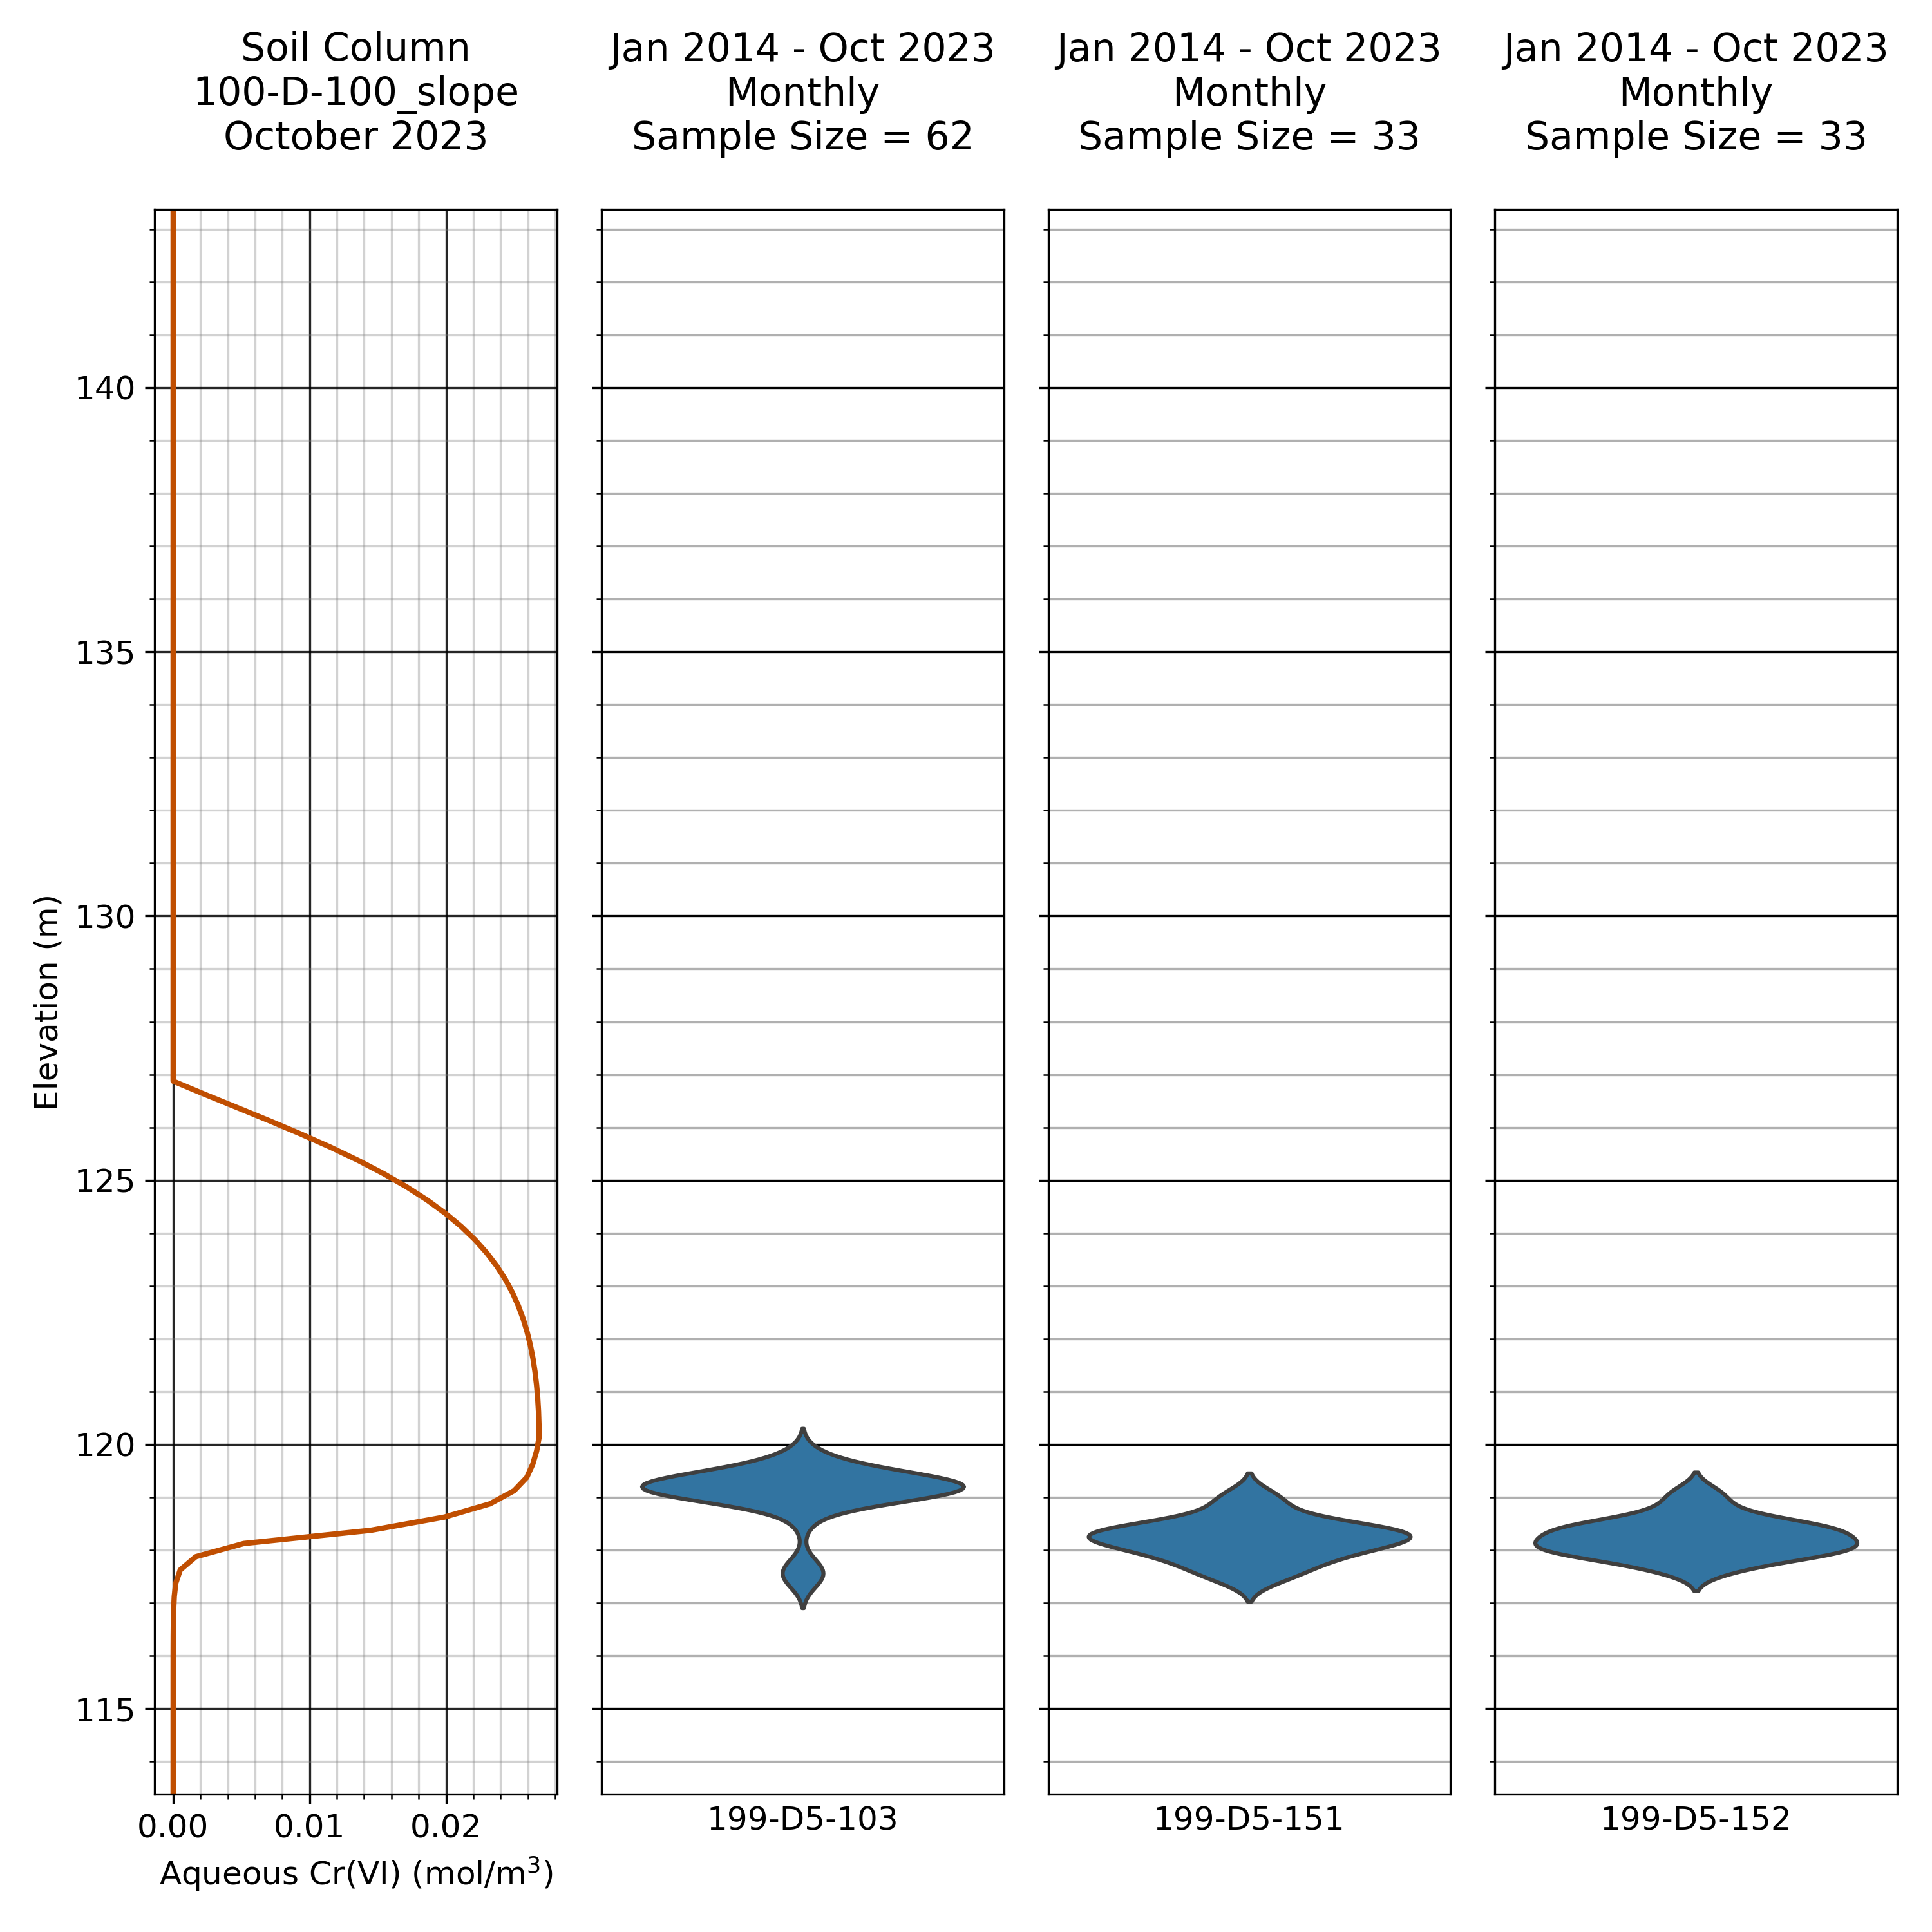 Soil Column
100-D-100_slope
October 2023
Jan 2014 - Oct 2023
Monthly
Sample Size = 62
Jan 2014 - Oct 2023
Monthly
Sample Size = 33
Jan 2014 - Oct 2023
Monthly
Sample Size = 33
Elevation (m)
140
135
130
125
120
115
0.00 0.01 0.02
Aqueous Cr(VI) (mol/m³)
199-D5-103
199-D5-151
199-D5-152